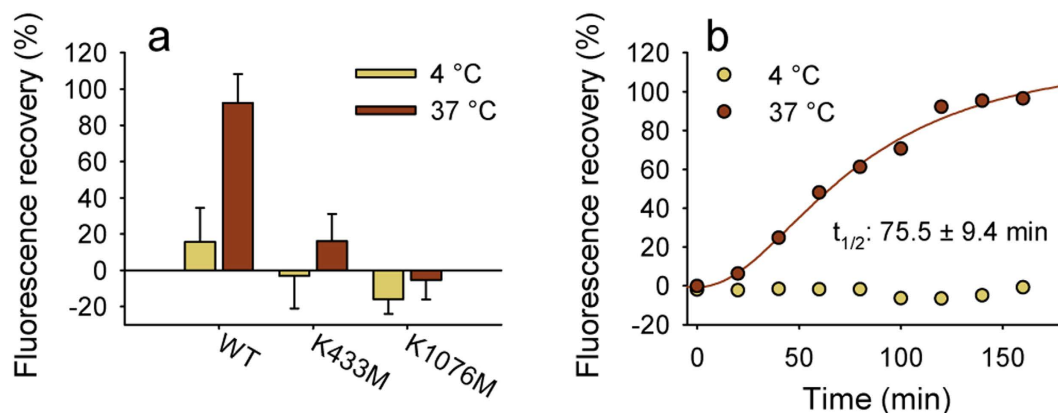 a
Fluorescence recovery (%)
120
100
80
60
40
20
0
-20
4 °C
37 °C
WT
K433M
K1076M
b
Fluorescence recovery (%)
120
100
80
60
40
20
0
-20
4 °C
37 °C
t1/2: 75.5 ± 9.4 min
0
50
100
150
Time (min)